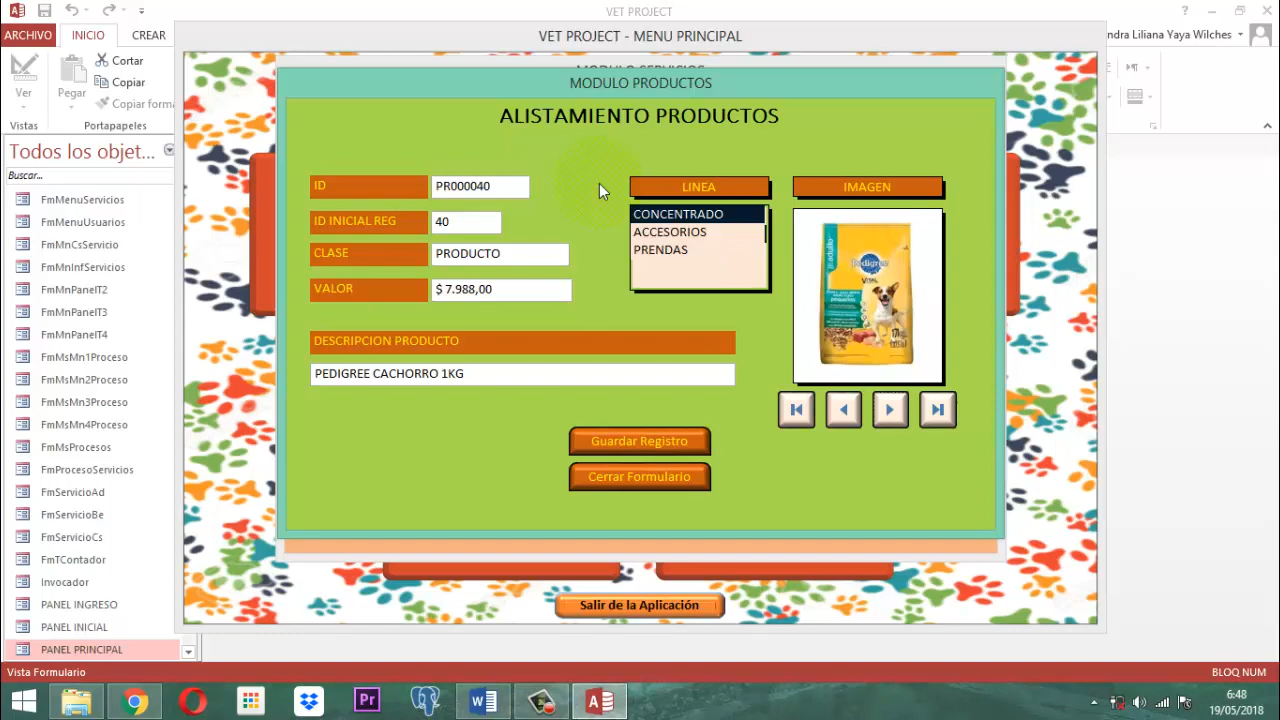 VET PROJECT
ARCHIVO
INICIO
CREAR
ndra Liliana Yaya Wilches
Ver
Pegar
Cortar
Copiar
Copiar forma
Vistas
Portapapeles
Todos los objet...
Buscar...
FmMenuServicios
FmMenuUsuarios
FmMnCsServicio
FmMnInfServicios
FmMnPanelT2
FmMnPanelT3
FmMnPanelT4
FmMsMn1Proceso
FmMsMn2Proceso
FmMsMn3Proceso
FmMsMn4Proceso
FmMsProcesos
FmProcesoServicios
FmServicioAd
FmServicioBe
FmServicioCs
FmTContador
Invocador
PANEL INGRESO
PANEL INICIAL
PANEL PRINCIPAL
VET PROJECT - MENU PRINCIPAL
MODULO SERVICIOS
MODULO PRODUCTOS
ALISTAMIENTO PRODUCTOS
ID
PR000040
ID INICIAL REG
40
CLASE
PRODUCTO
VALOR
$ 7.988,00
LINEA
CONCENTRADO
ACCESORIOS
PRENDAS
IMAGEN
Pedigree
DESCRIPCION PRODUCTO
PEDIGREE CACHORRO 1KG
Guardar Registro
Cerrar Formulario
Salir de la Aplicación
Vista Formulario
BLOQ NUM
Pr
6:48
19/05/2018